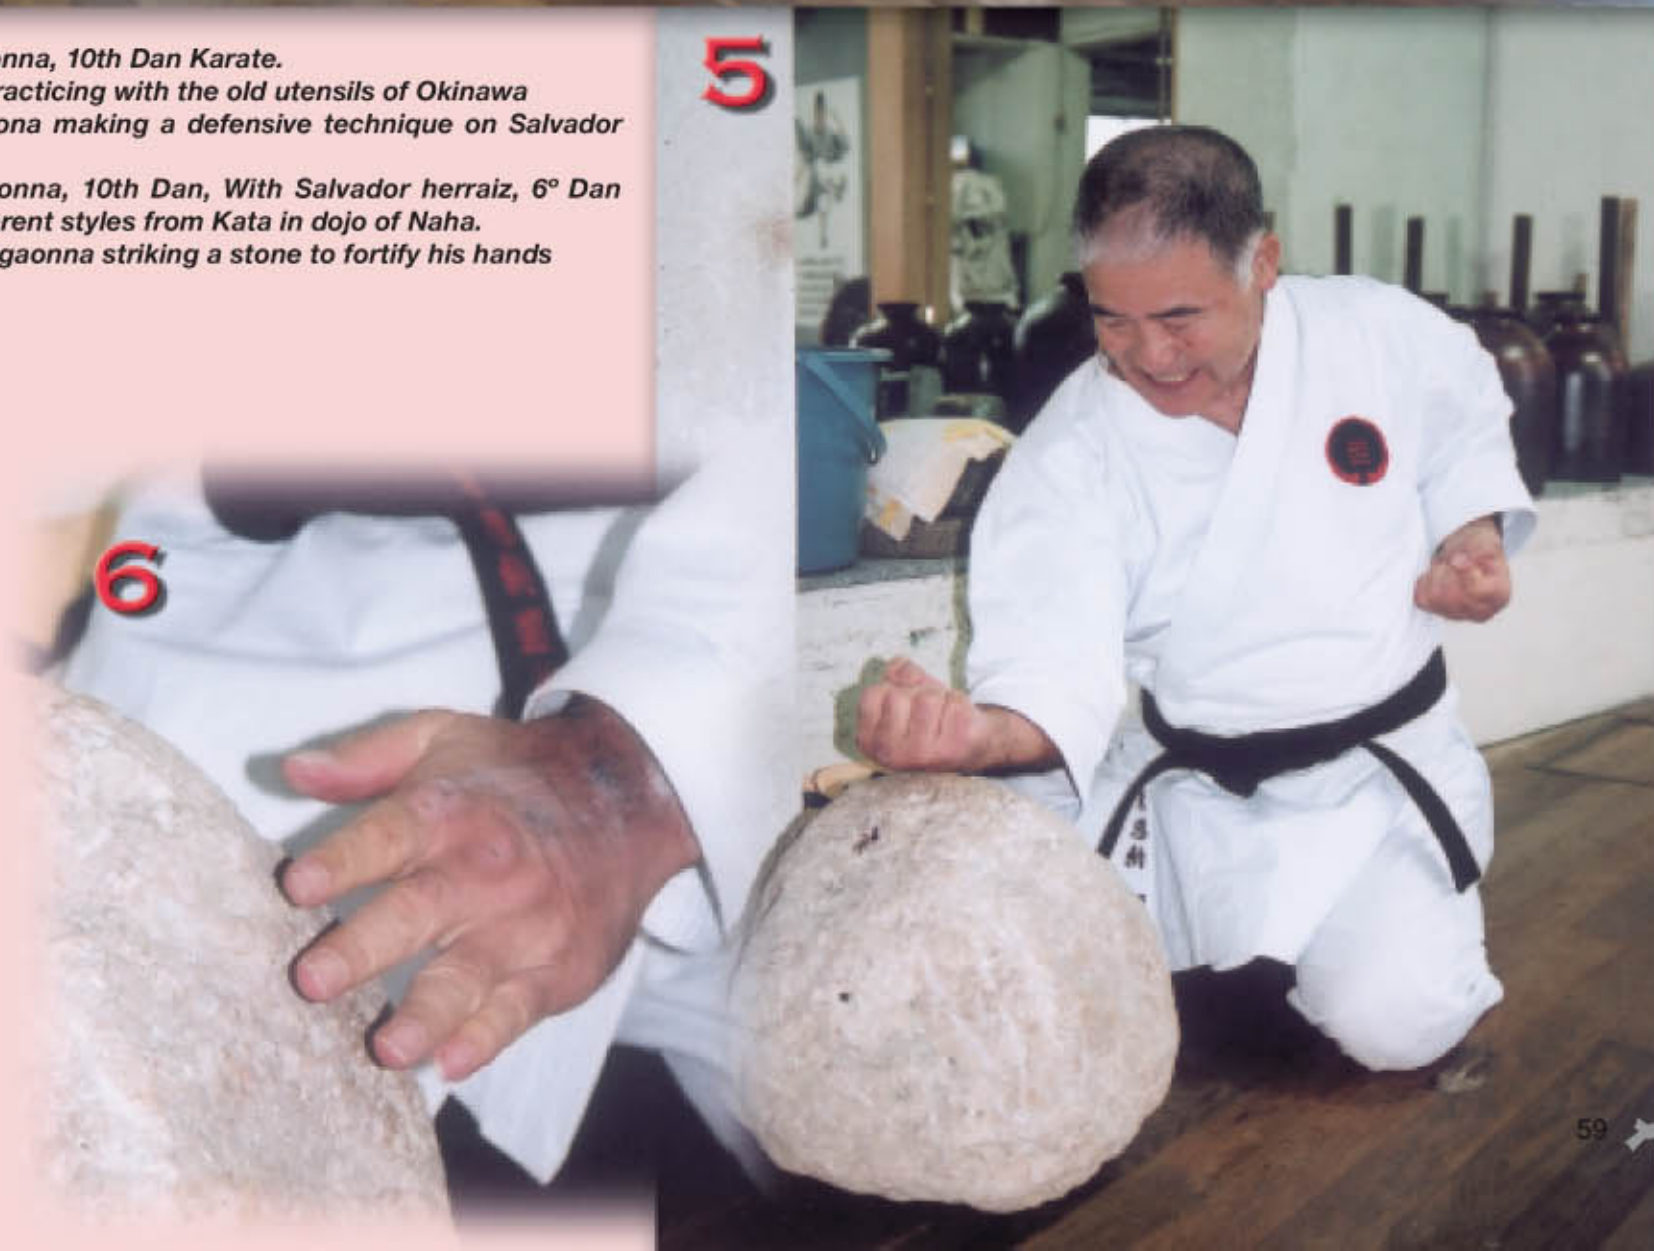 nna, 10th Dan Karate.
racticing with the old utensils of Okinawa
ona making a defensive technique on Salvador
onna, 10th Dan, With Salvador herraiz, 6º Dan
rent styles from Kata in dojo of Naha.
gaonna striking a stone to fortify his hands
5
6
59